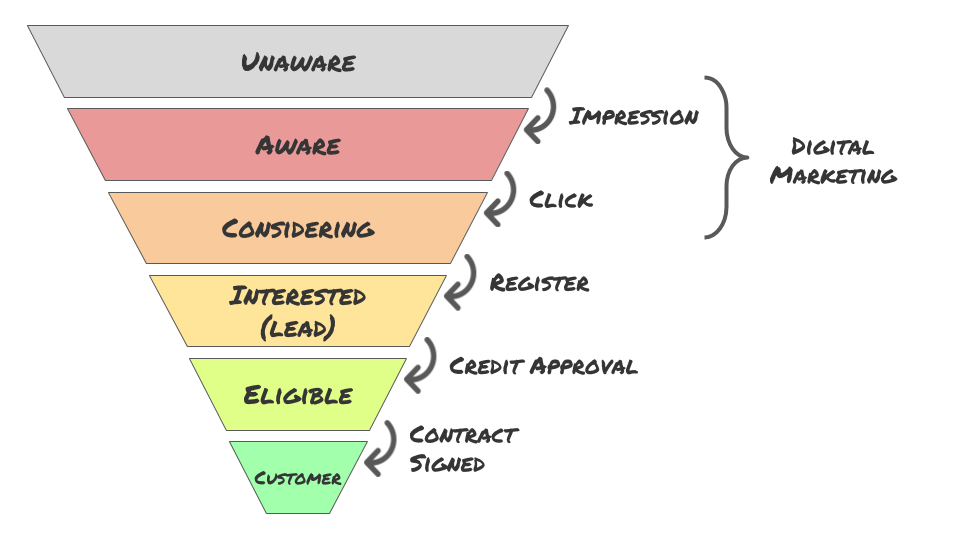 Unaware
Impression
Aware
Digital
Marketing
Click
Considering
Register
Interested
(lead)
Credit Approval
Eligible
Contract
Signed
Customer